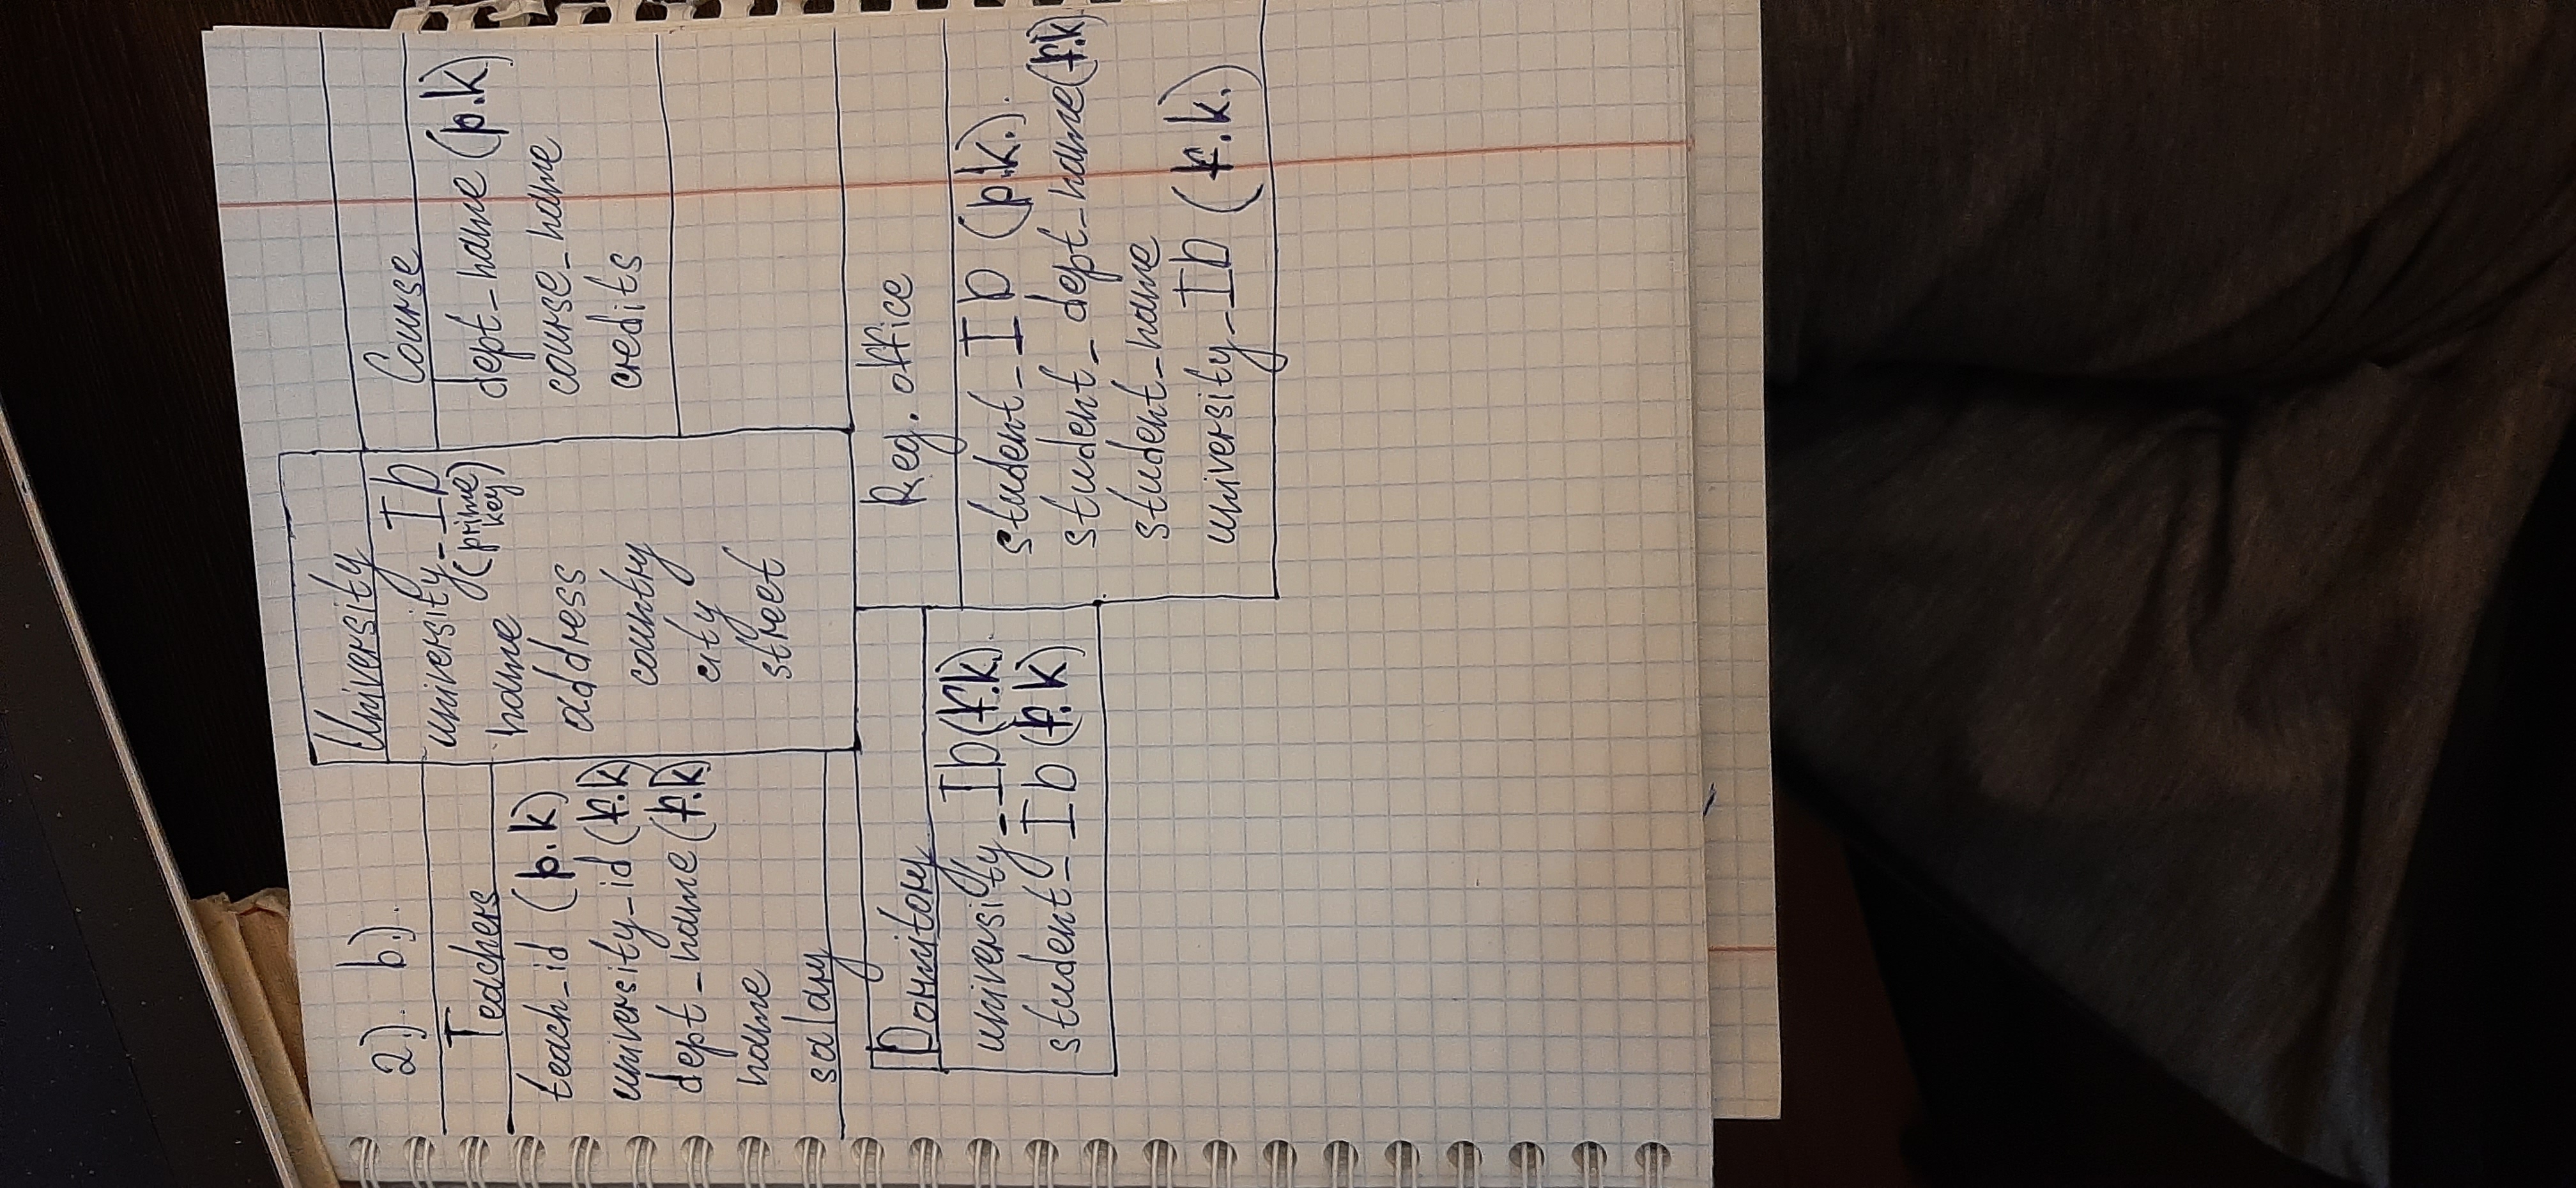 2.). b.).
Teachers
teach_id (p.k)
university_id (f.k)
dept_name (f.k)
name
salary
University
university_ID
(prime
key)
name
address
country
city
street
Course
dept_name (p.k)
course_name
credits
Dormitory
university_ID (f.k).
student_ID (f.k)
Reg. office
student_ID (p.k.).
student_dept_name (f.k)
student_name
university_ID (f.k.)